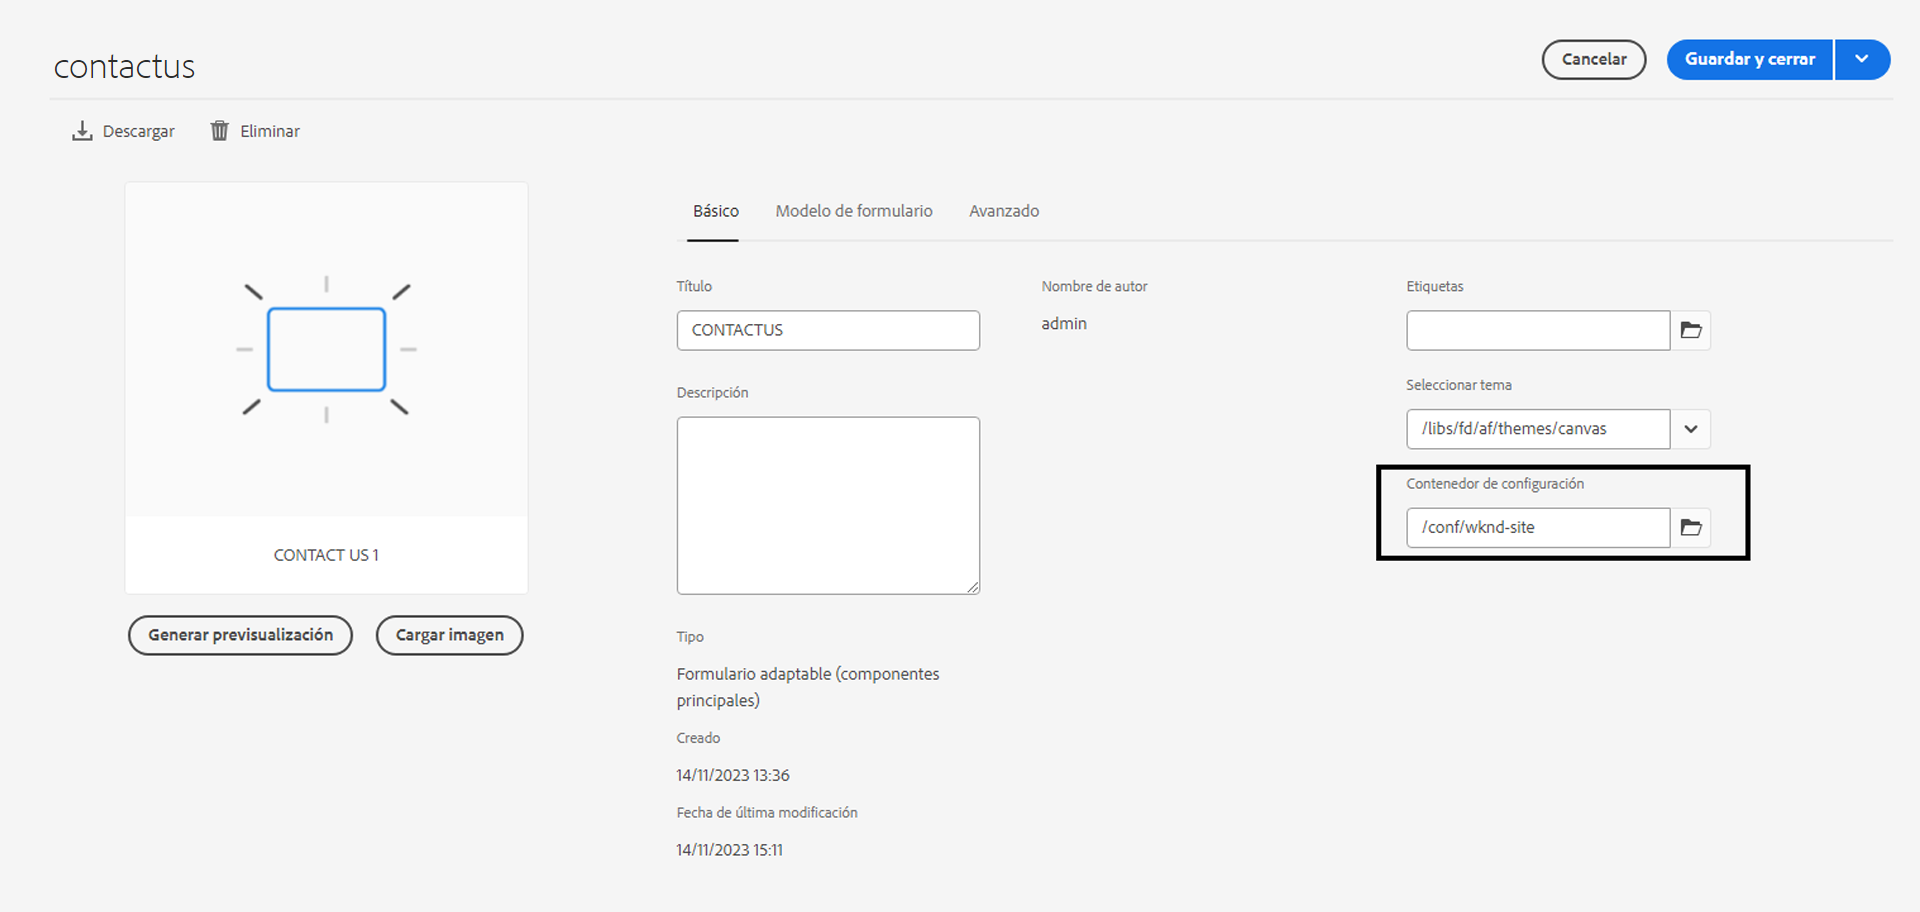 contactus
Cancelar
Guardar y cerrar
Descargar
Eliminar
CONTACT US 1
Generar previsualización
Cargar imagen
Básico
Modelo de formulario
Avanzado
Título
CONTACTUS
Descripción
Tipo
Formulario adaptable (componentes
principales)
Creado
14/11/2023 13:36
Fecha de última modificación
14/11/2023 15:11
Nombre de autor
admin
Etiquetas
Seleccionar tema
/libs/fd/af/themes/canvas
Contenedor de configuración
/conf/wknd-site